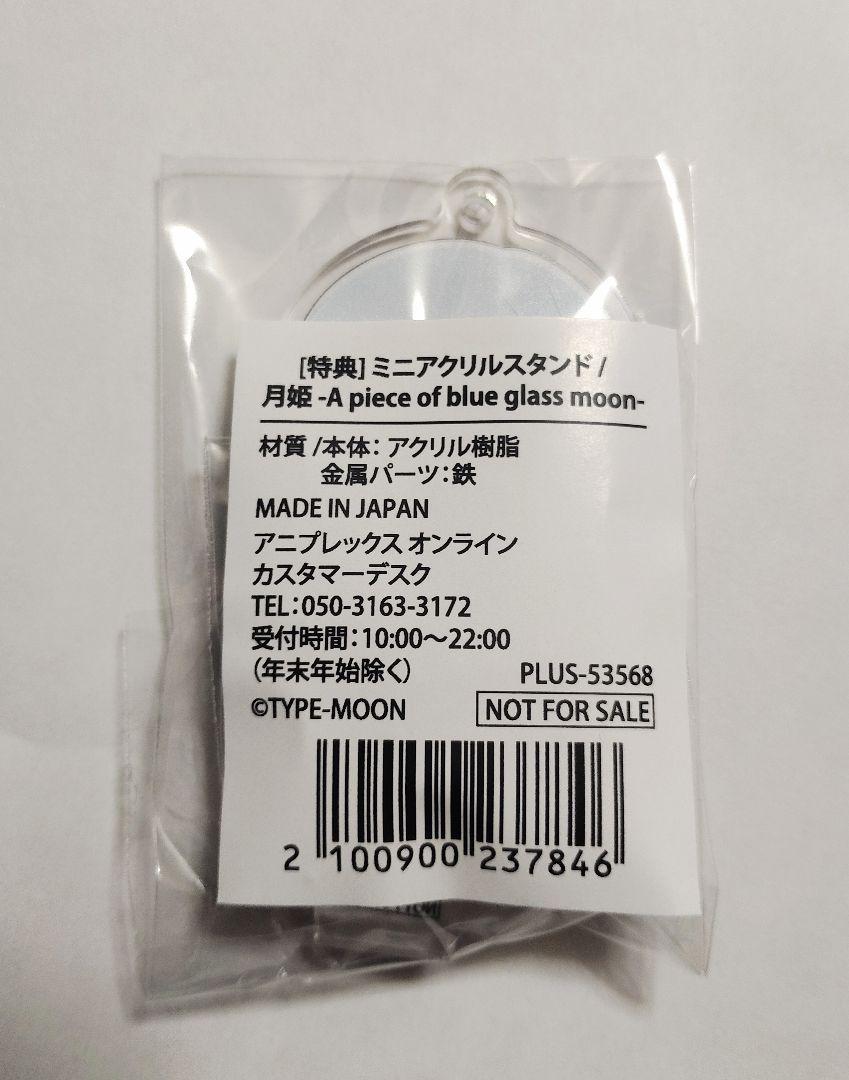 [特典] ミニアクリルスタンド /
月姫 -A piece of blue glass moon-
材質 /本体： アクリル樹脂
金属パーツ：鉄
MADE IN JAPAN
アニプレックス オンライン
カスタマーデスク
TEL：050-3163-3172
受付時間：10:00～22:00
（年末年始除く） PLUS-53568
©TYPE-MOON NOT FOR SALE
2 100900 237846